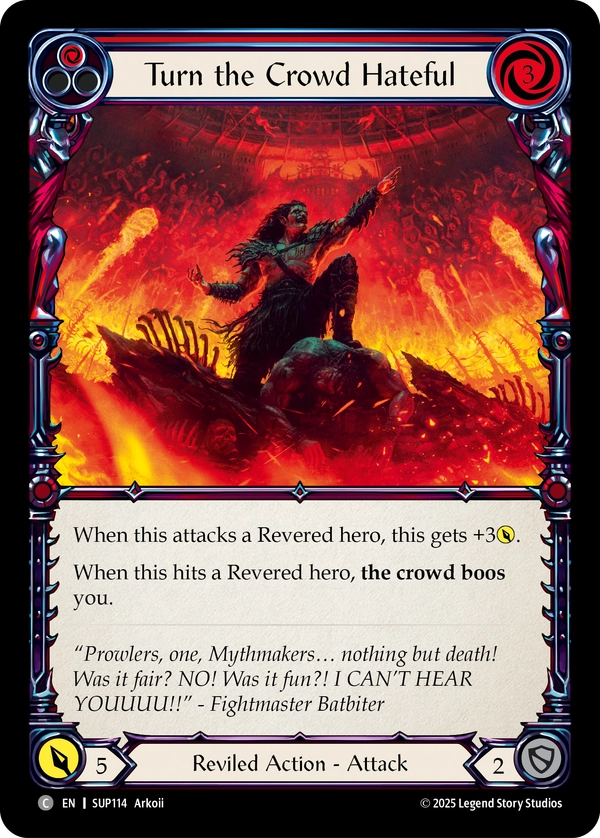 Turn the Crowd Hateful
3
When this attacks a Revered hero, this gets +3.
When this hits a Revered hero, the crowd boos
you.
“Prowlers, one, Mythmakers… nothing but death!
Was it fair? NO! Was it fun?! I CAN’T HEAR
YOUUUU!!” - Fightmaster Batbiter
5
Reviled Action - Attack
2
C EN SUP114 Arkoii
© 2025 Legend Story Studios